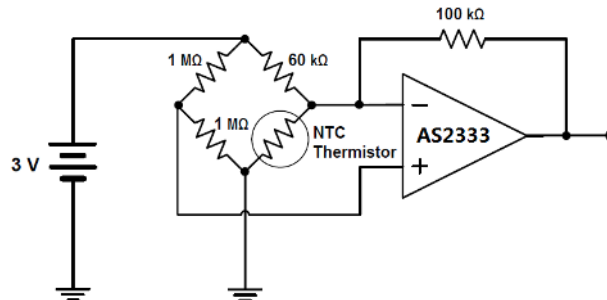 100 kΩ
1 MΩ
60 kΩ
1 MΩ
NTC
Thermistor
−
AS2333
+
3 V